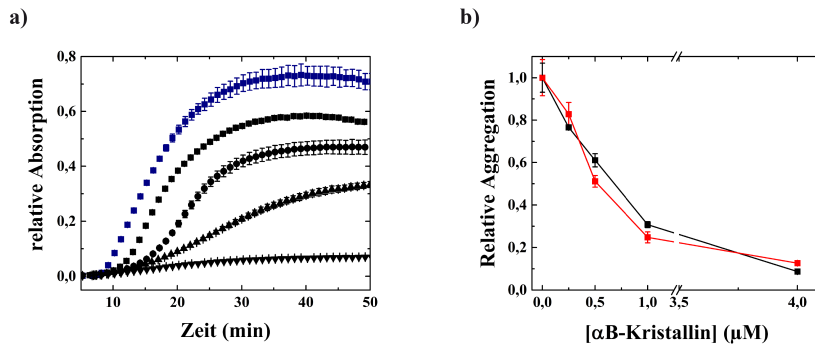 a)
relative Absorption
0,8
0,6
0,4
0,2
0,0
10 20 30 40 50
Zeit (min)
b)
Relative Aggregation
1,0
0,8
0,6
0,4
0,2
0,0
0,0 0,5 1,0 3,5 4,0
[αB-Kristallin] (µM)